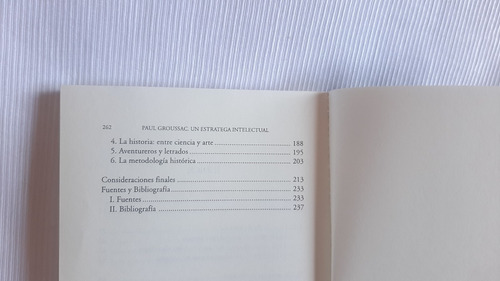 262 PAUL GROUSSAC. UN ESTRATEGA INTELECTUAL
4. La historia: entre ciencia y arte 188
5. Aventureros y letrados 195
6. La metodología histórica 203
Consideraciones finales 213
Fuentes y Bibliografía 233
I. Fuentes 233
II. Bibliografía 237